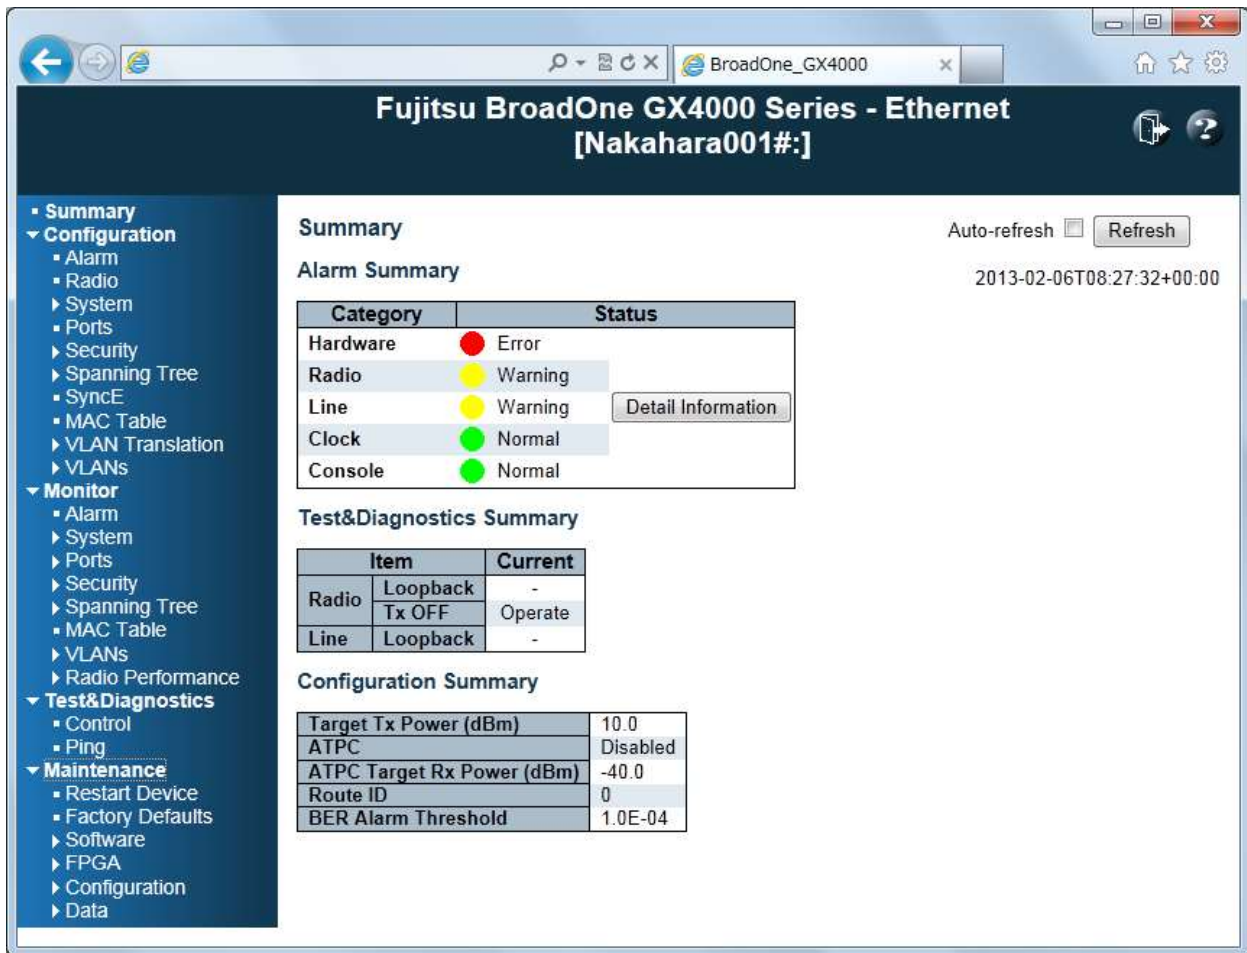 BroadOne_GX4000
Fujitsu BroadOne GX4000 Series - Ethernet
[Nakahara001#:]
Summary
Configuration
Alarm
Radio
System
Ports
Security
Spanning Tree
SyncE
MAC Table
VLAN Translation
VLANs
Monitor
Alarm
System
Ports
Security
Spanning Tree
MAC Table
VLANs
Radio Performance
Test&Diagnostics
Control
Ping
Maintenance
Restart Device
Factory Defaults
Software
FPGA
Configuration
Data
Summary
Auto-refresh Refresh
Alarm Summary
2013-02-06T08:27:32+00:00
Category Status
Hardware Error
Radio Warning
Line Warning Detail Information
Clock Normal
Console Normal
Test&Diagnostics Summary
Item Current
Radio Loopback -
Tx OFF Operate
Line Loopback -
Configuration Summary
Target Tx Power (dBm) 10.0
ATPC Disabled
ATPC Target Rx Power (dBm) -40.0
Route ID 0
BER Alarm Threshold 1.0E-04